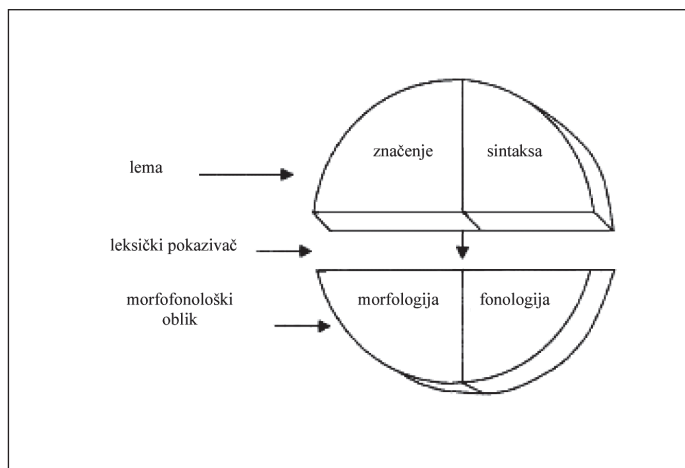 značenje
sintaksa
lema
leksički pokazivač
morfofonološki
oblik
morfologija
fonologija